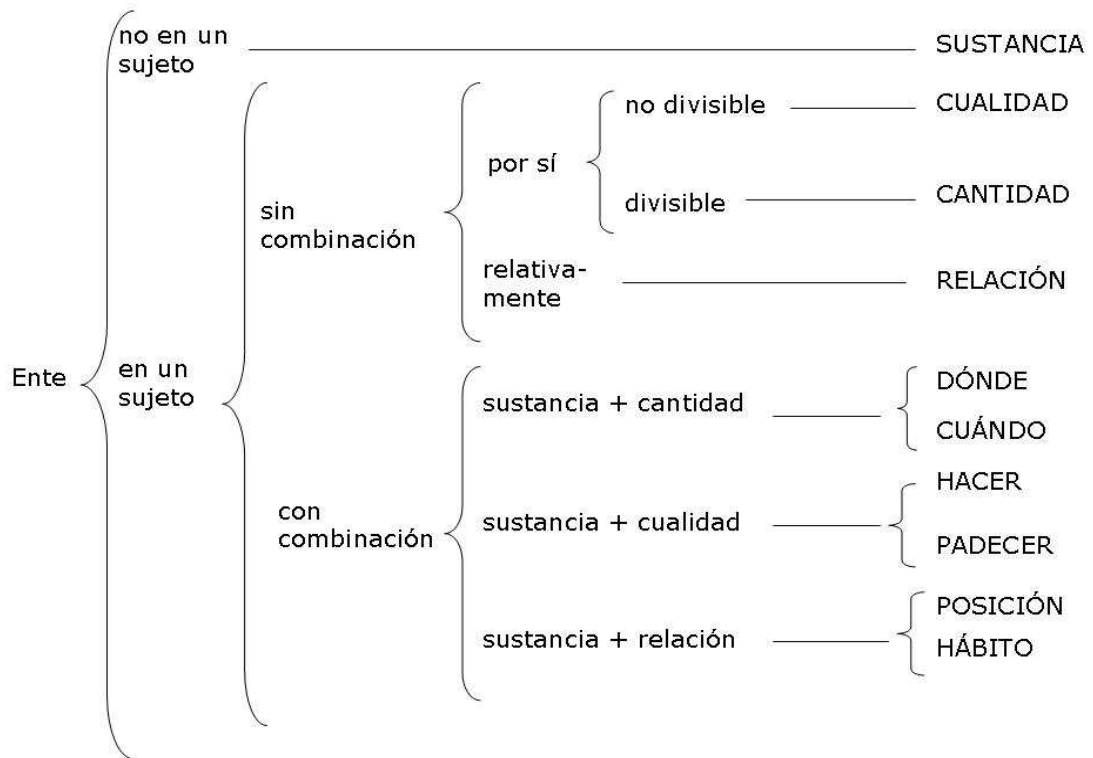 no en un
sujeto
SUSTANCIA
no divisible
CUALIDAD
por sí
divisible
CANTIDAD
sin
combinación
relativa-
mente
RELACIÓN
Ente
en un
sujeto
sustancia + cantidad
DÓNDE
CUÁNDO
con
combinación
sustancia + cualidad
HACER
PADECER
sustancia + relación
POSICIÓN
HÁBITO